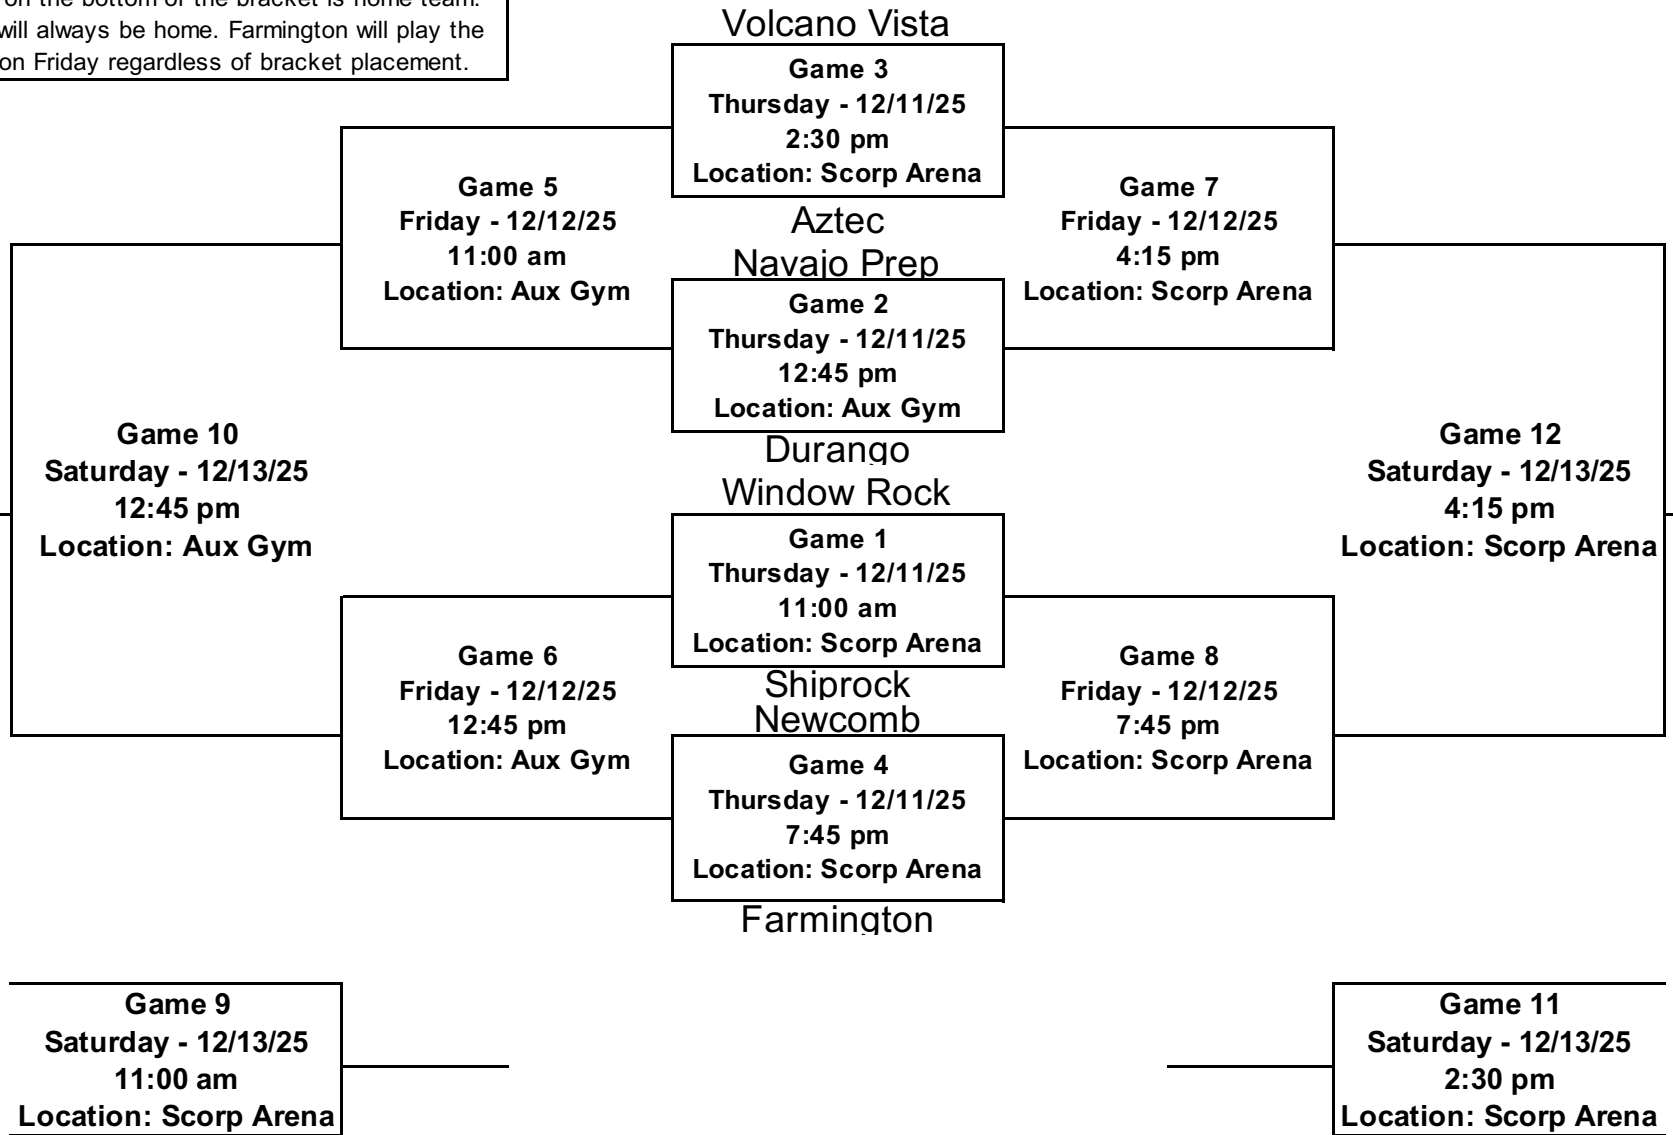 on the bottom of the bracket is home team.
will always be home. Farmington will play the
on Friday regardless of bracket placement.
Volcano Vista
Game 3
Thursday - 12/11/25
2:30 pm
Location: Scorp Arena
Game 5
Friday - 12/12/25
11:00 am
Location: Aux Gym
Game 7
Friday - 12/12/25
4:15 pm
Location: Scorp Arena
Aztec
Navajo Prep
Game 2
Thursday - 12/11/25
12:45 pm
Location: Aux Gym
Durango
Game 10
Saturday - 12/13/25
12:45 pm
Location: Aux Gym
Game 12
Saturday - 12/13/25
4:15 pm
Location: Scorp Arena
Window Rock
Game 1
Thursday - 12/11/25
11:00 am
Location: Scorp Arena
Shiprock
Game 6
Friday - 12/12/25
12:45 pm
Location: Aux Gym
Game 8
Friday - 12/12/25
7:45 pm
Location: Scorp Arena
Newcomb
Game 4
Thursday - 12/11/25
7:45 pm
Location: Scorp Arena
Farmington
Game 9
Saturday - 12/13/25
11:00 am
Location: Scorp Arena
Game 11
Saturday - 12/13/25
2:30 pm
Location: Scorp Arena